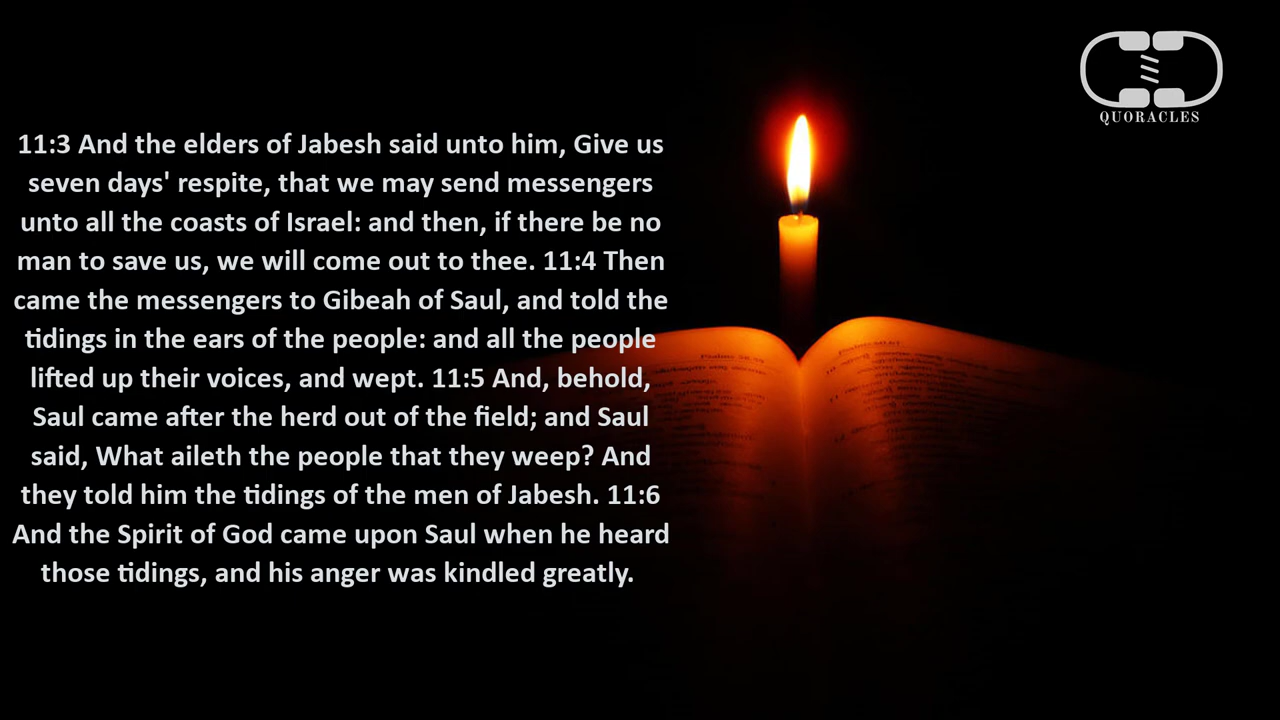 QUORACLES
11:3 And the elders of Jabesh said unto him, Give us
seven days' respite, that we may send messengers
unto all the coasts of Israel: and then, if there be no
man to save us, we will come out to thee. 11:4 Then
came the messengers to Gibeah of Saul, and told the
tidings in the ears of the people: and all the people
lifted up their voices, and wept. 11:5 And, behold,
Saul came after the herd out of the field; and Saul
said, What aileth the people that they weep? And
they told him the tidings of the men of Jabesh. 11:6
And the Spirit of God came upon Saul when he heard
those tidings, and his anger was kindled greatly.